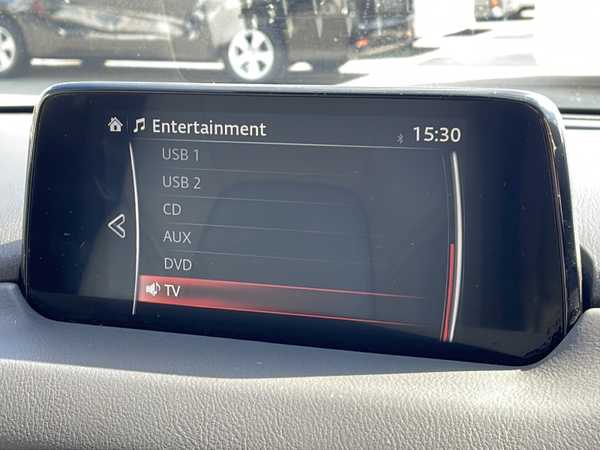 Entertainment
15:30
USB 1
USB 2
CD
AUX
DVD
TV